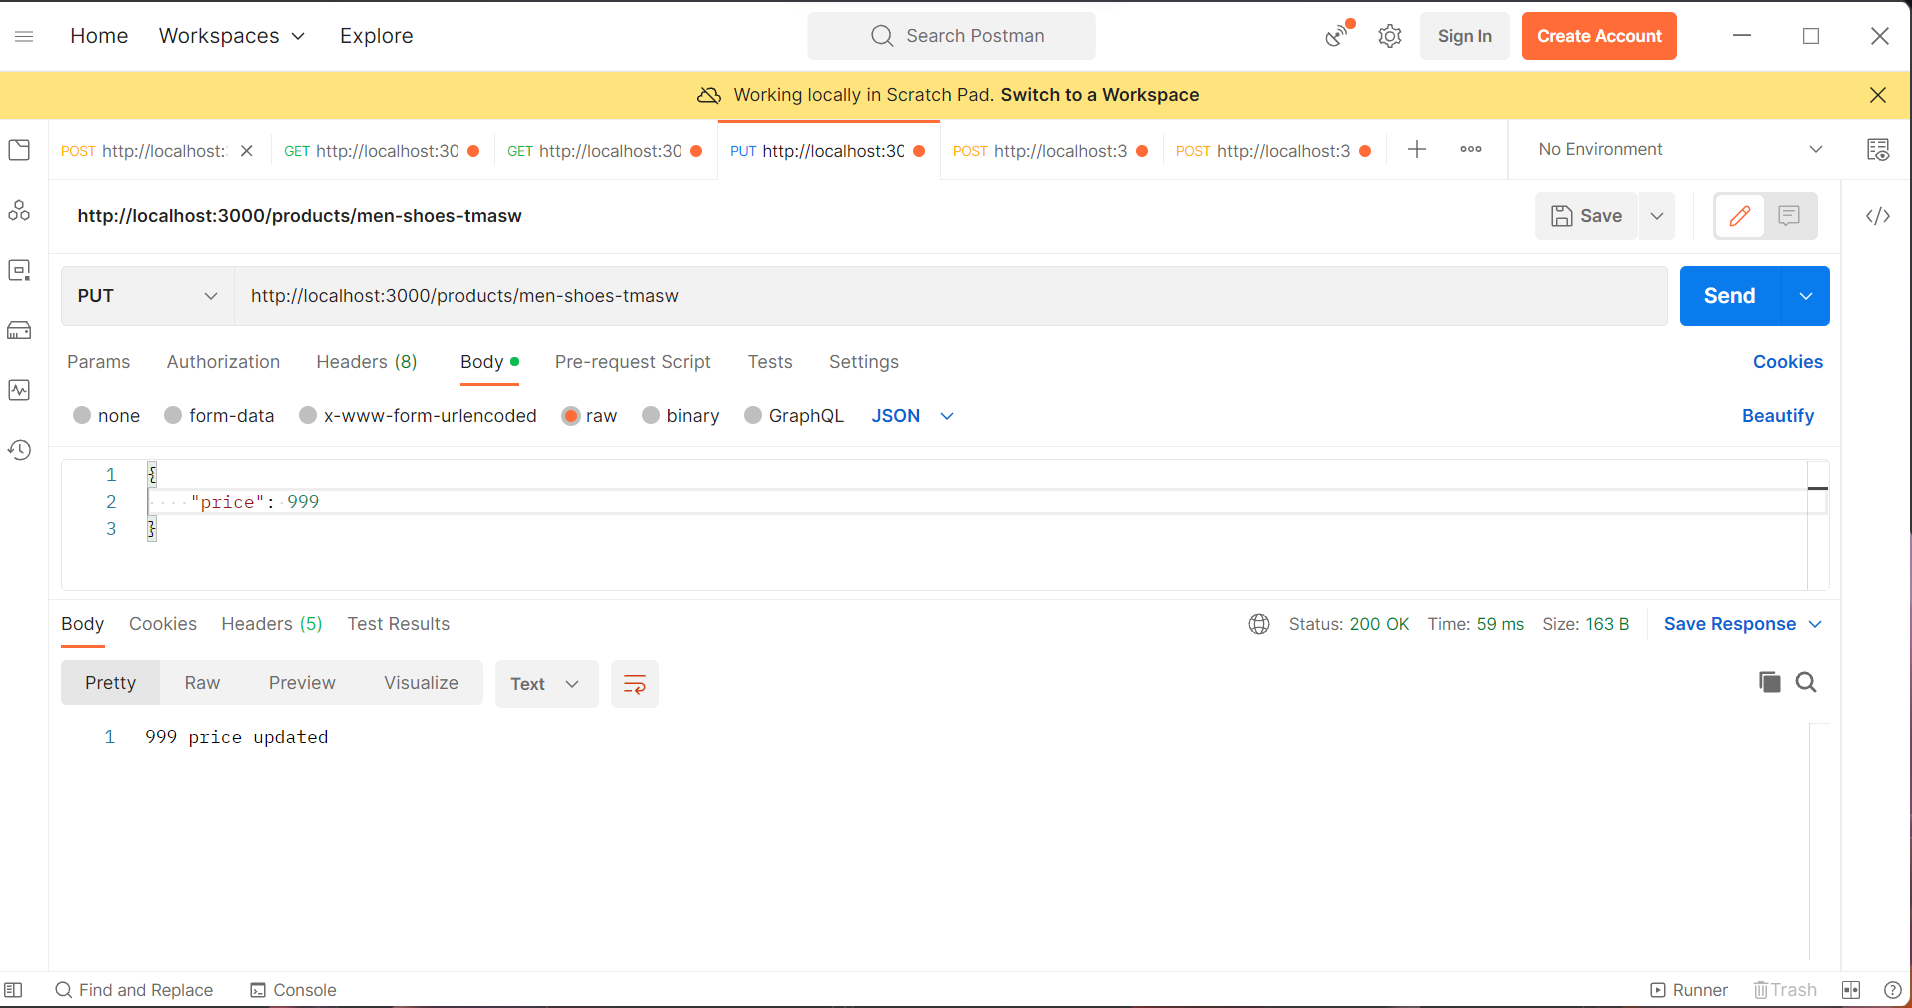 Home Workspaces Explore Search Postman Sign In Create Account
Working locally in Scratch Pad. Switch to a Workspace
POST http://localhost: GET http://localhost:30 GET http://localhost:30 PUT http://localhost:30 POST http://localhost:3 POST http://localhost:3 No Environment
http://localhost:3000/products/men-shoes-tmasw Save
PUT http://localhost:3000/products/men-shoes-tmasw Send
Params Authorization Headers (8) Body Pre-request Script Tests Settings Cookies
none form-data x-www-form-urlencoded raw binary GraphQL JSON Beautify
1 {
2 "price": 999
3 }
Body Cookies Headers (5) Test Results Status: 200 OK Time: 59 ms Size: 163 B Save Response
Pretty Raw Preview Visualize Text
1 999 price updated
Find and Replace Console Runner Trash